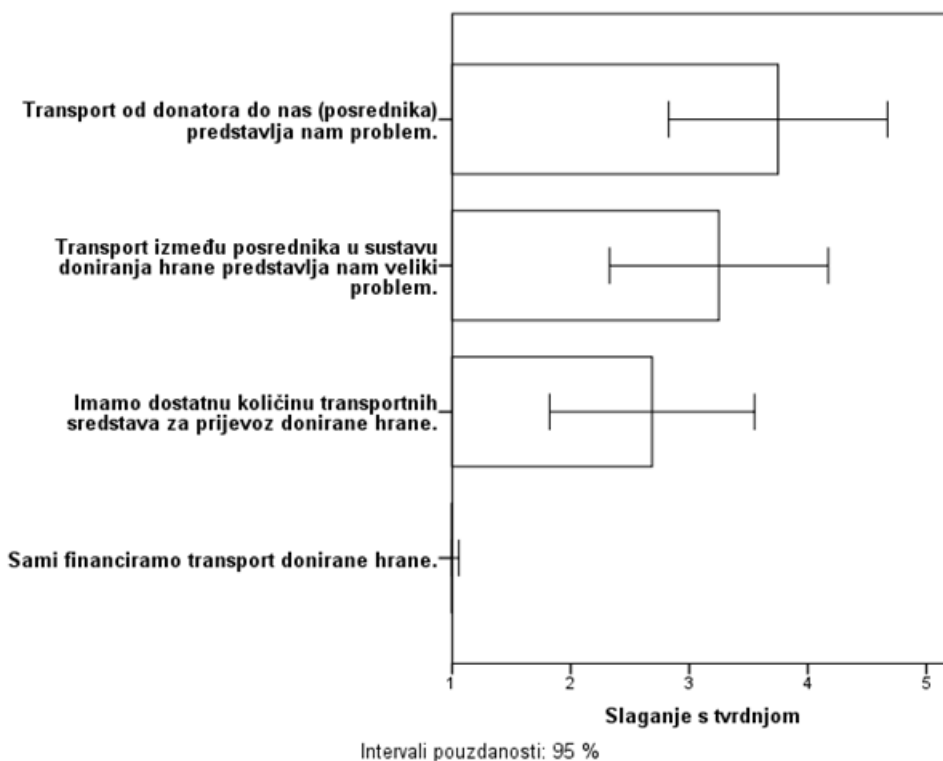 Transport od donatora do nas (posrednika)
predstavlja nam problem.
Transport između posrednika u sustavu
doniranja hrane predstavlja nam veliki
problem.
Imamo dostatnu količinu transportnih
sredstava za prijevoz donirane hrane.
Sami financiramo transport donirane hrane.
1 2 3 4 5
Slaganje s tvrdnjom
Intervali pouzdanosti: 95 %